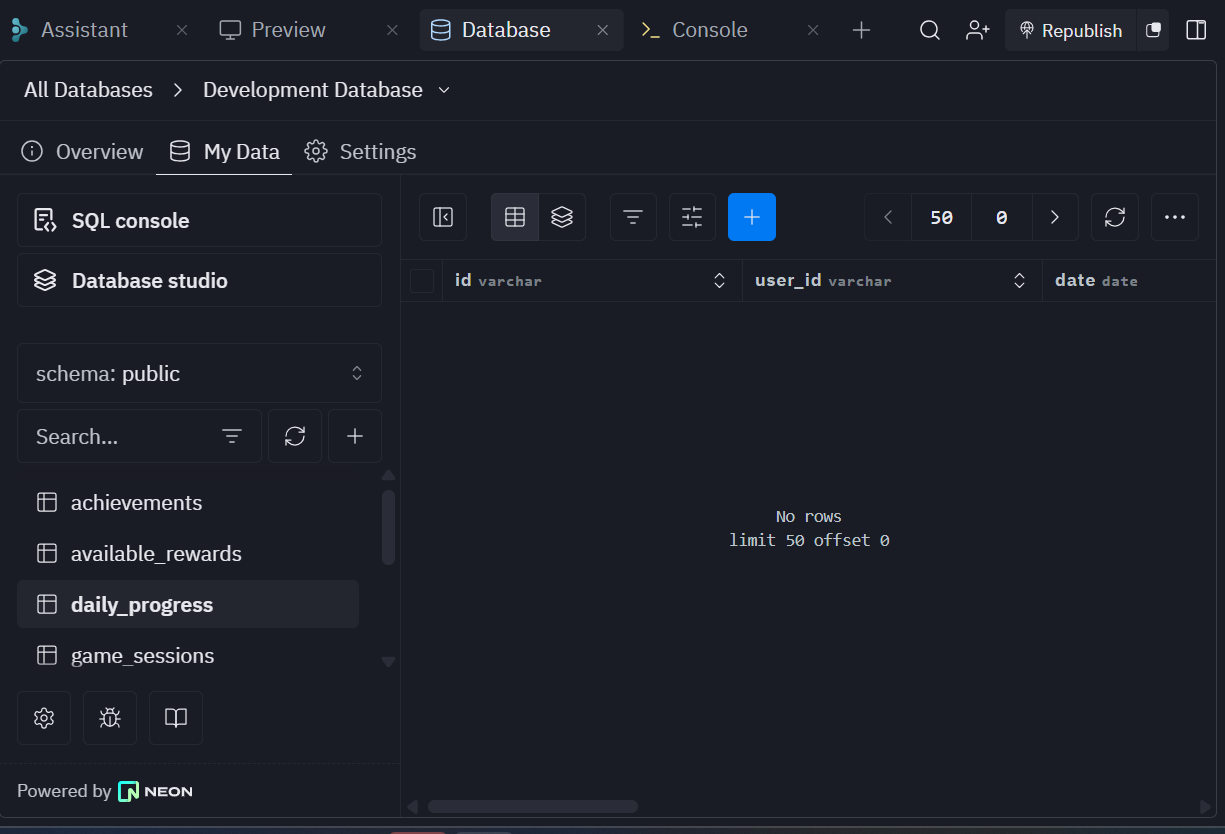 Assistant
Preview
Database
Console
Republish
All Databases
Development Database
Overview
My Data
Settings
SQL console
Database studio
schema: public
Search...
achievements
available_rewards
daily_progress
game_sessions
Powered by NEON
50
0
id varchar
user_id varchar
date date
No rows
limit 50 offset 0